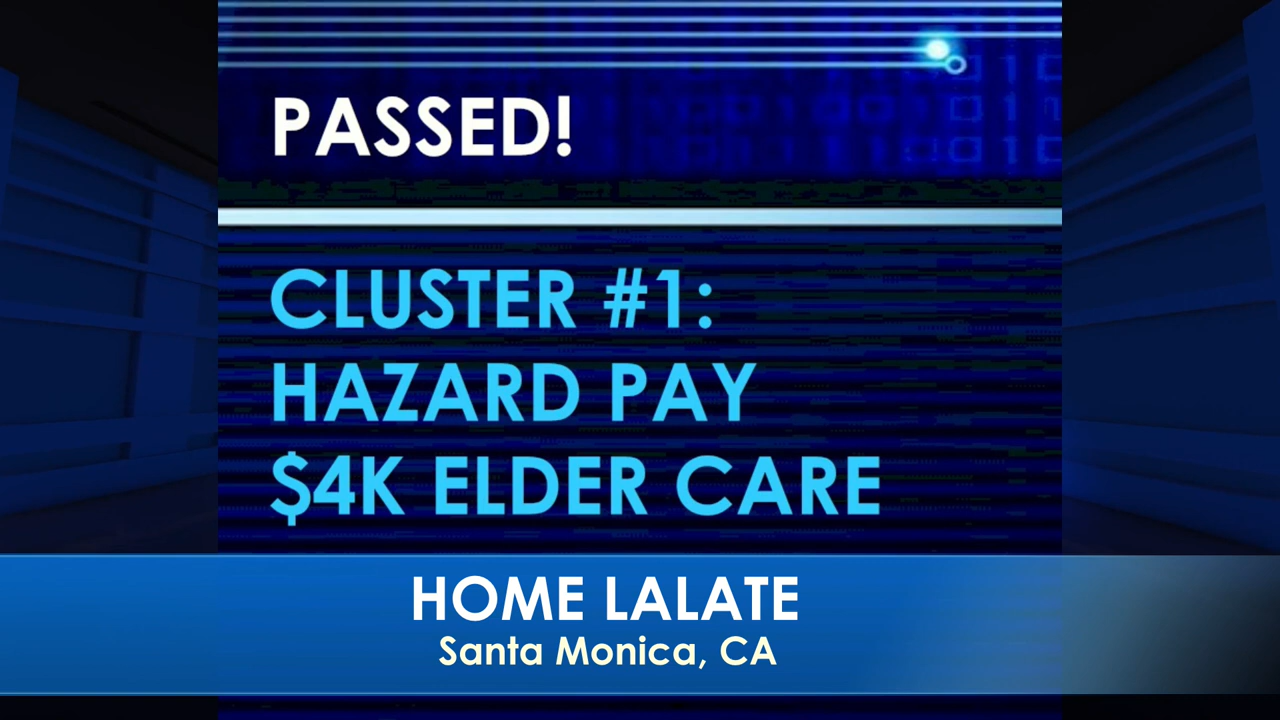 PASSED!
CLUSTER #1:
HAZARD PAY
$4K ELDER CARE
HOME LALATE
Santa Monica, CA